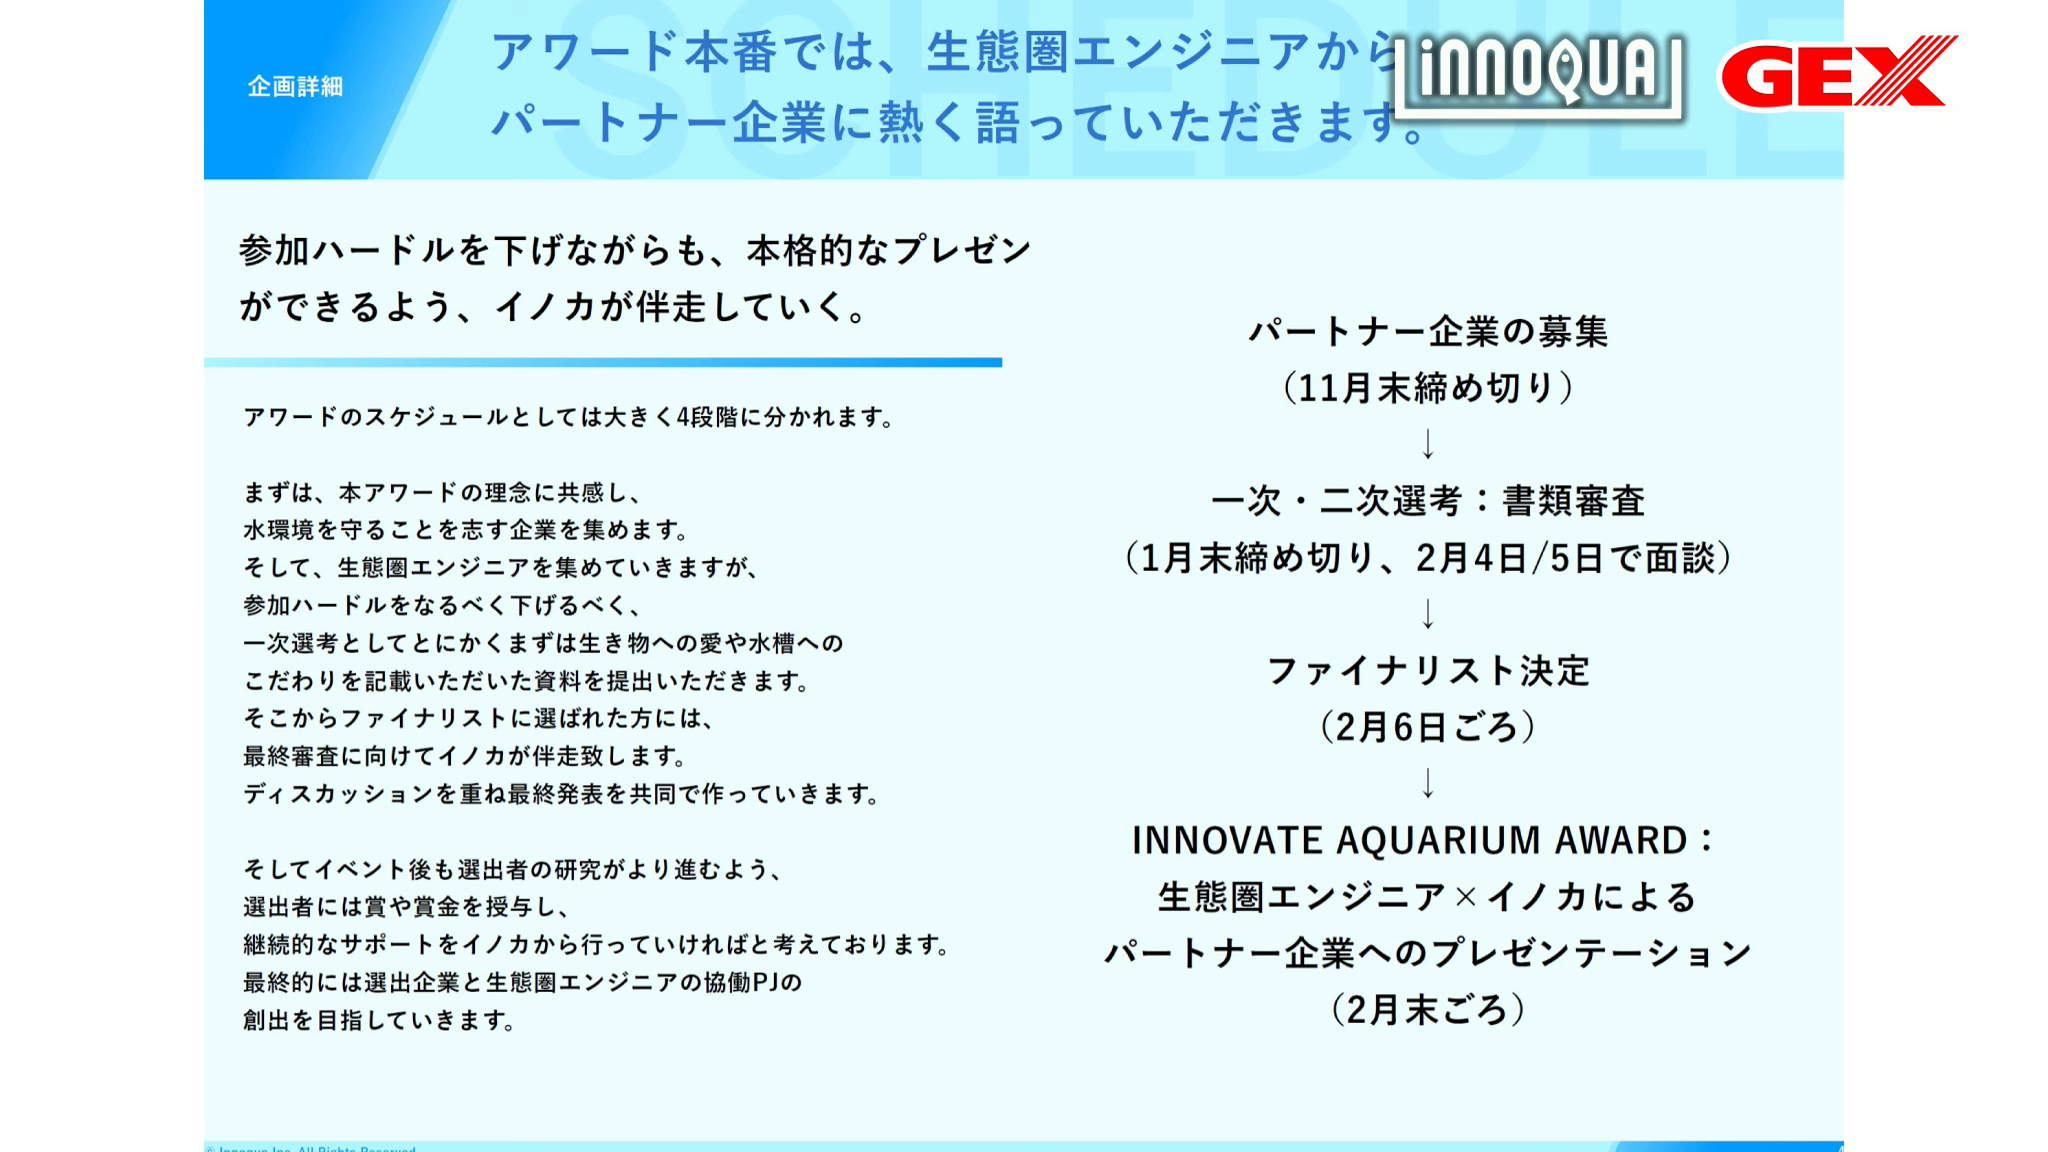 企画詳細
アワード本番では、生態圏エンジニアから
パートナー企業に熱く語っていただきます。
SCHEDULE
iNNOQUA
GEX
参加ハードルを下げながらも、本格的なプレゼン
ができるよう、イノカが伴走していく。
アワードのスケジュールとしては大きく4段階に分かれます。
まずは、本アワードの理念に共感し、
水環境を守ることを志す企業を集めます。
そして、生態圏エンジニアを集めていきますが、
参加ハードルをなるべく下げるべく、
一次選考としてとにかくまずは生き物への愛や水槽への
こだわりを記載いただいた資料を提出いただきます。
そこからファイナリストに選ばれた方には、
最終審査に向けてイノカが伴走致します。
ディスカッションを重ね最終発表を共同で作っていきます。
そしてイベント後も選出者の研究がより進むよう、
選出者には賞や賞金を授与し、
継続的なサポートをイノカから行っていければと考えております。
最終的には選出企業と生態圏エンジニアの協働PJの
創出を目指していきます。
パートナー企業の募集
（11月末締め切り）
↓
一次・二次選考：書類審査
（1月末締め切り、2月4日/5日で面談）
↓
ファイナリスト決定
（2月6日ごろ）
↓
INNOVATE AQUARIUM AWARD：
生態圏エンジニア×イノカによる
パートナー企業へのプレゼンテーション
（2月末ごろ）
© Innoqua Inc. All Rights Reserved